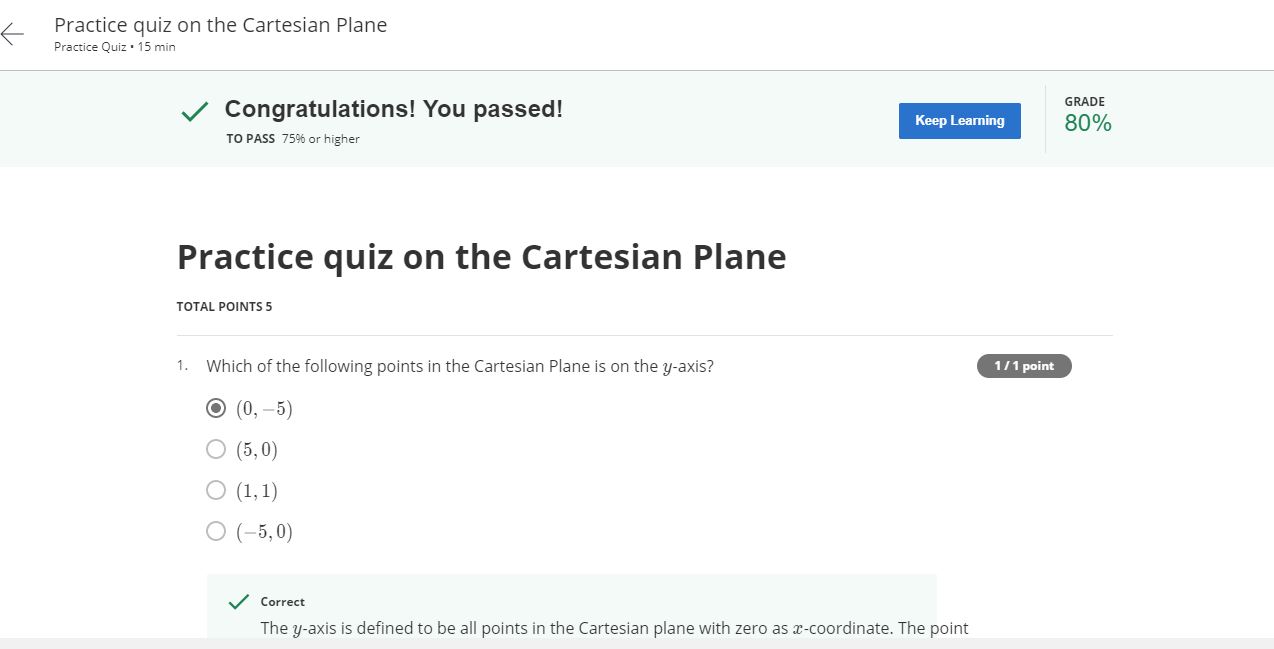 Practice quiz on the Cartesian Plane
Practice Quiz • 15 min
Congratulations! You passed!
TO PASS 75% or higher
Keep Learning
GRADE
80%
Practice quiz on the Cartesian Plane
TOTAL POINTS 5
1. Which of the following points in the Cartesian Plane is on the y-axis?
1 / 1 point
(0, −5)
(5, 0)
(1, 1)
(−5, 0)
Correct
The y-axis is defined to be all points in the Cartesian plane with zero as x-coordinate. The point